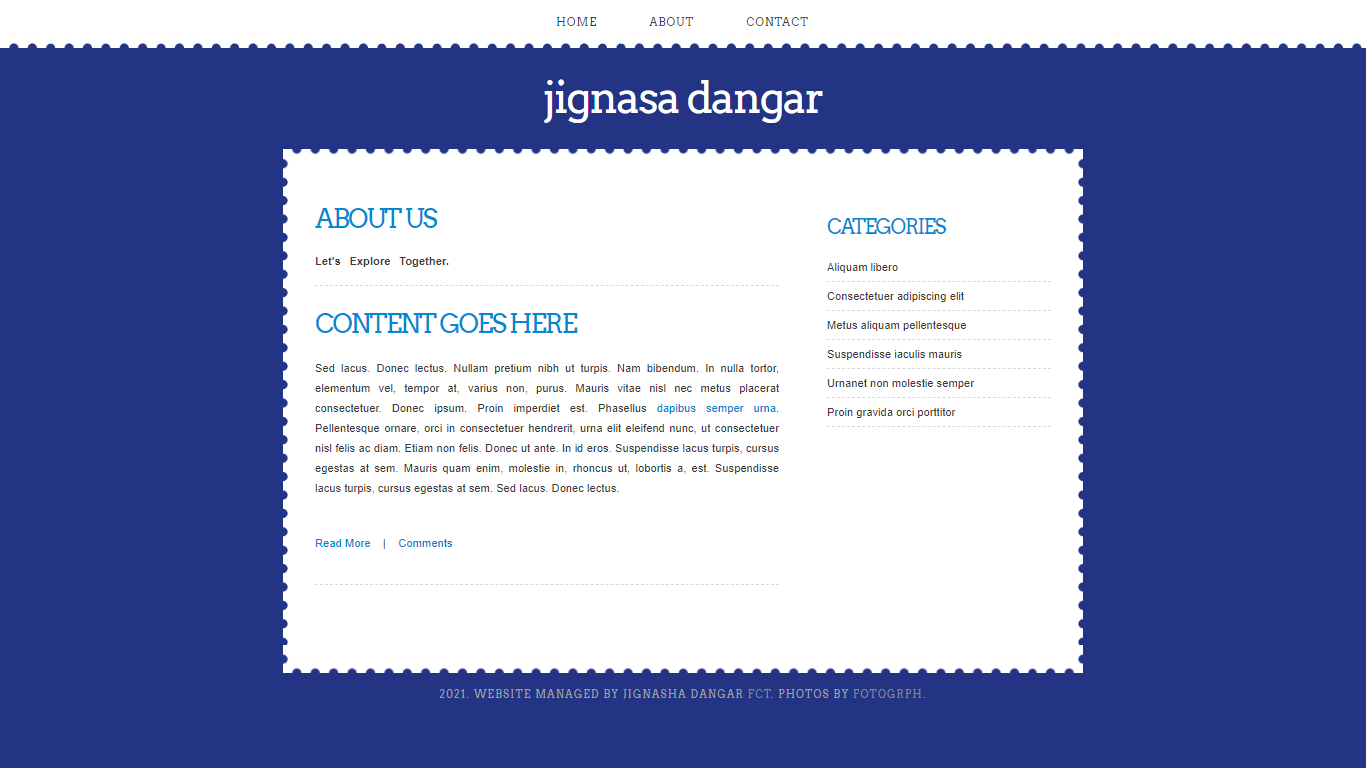 HOME ABOUT CONTACT
jignasa dangar
ABOUT US
Let's Explore Together.
CONTENT GOES HERE
Sed lacus. Donec lectus. Nullam pretium nibh ut turpis. Nam bibendum. In nulla tortor,
elementum vel, tempor at, varius non, purus. Mauris vitae nisl nec metus placerat
consectetuer. Donec ipsum. Proin imperdiet est. Phasellus dapibus semper urna.
Pellentesque ornare, orci in consectetuer hendrerit, urna elit eleifend nunc, ut consectetuer
nisl felis ac diam. Etiam non felis. Donec ut ante. In id eros. Suspendisse lacus turpis, cursus
egestas at sem. Mauris quam enim, molestie in, rhoncus ut, lobortis a, est. Suspendisse
lacus turpis, cursus egestas at sem. Sed lacus. Donec lectus.
Read More | Comments
CATEGORIES
Aliquam libero
Consectetuer adipiscing elit
Metus aliquam pellentesque
Suspendisse iaculis mauris
Urnanet non molestie semper
Proin gravida orci porttitor
2021. WEBSITE MANAGED BY JIGNASHA DANGAR FCT. PHOTOS BY FOTOGRPH.